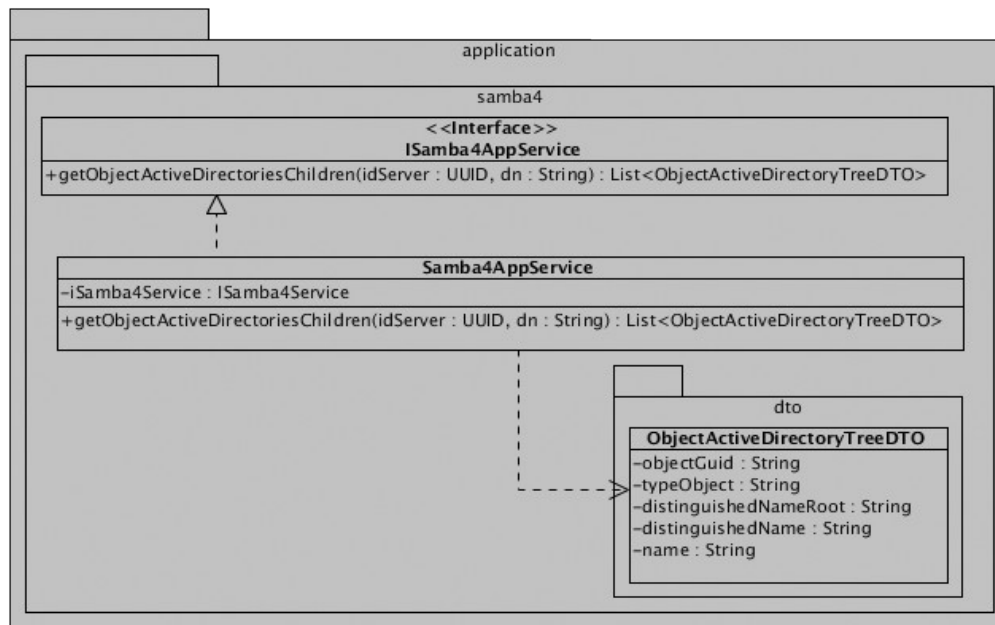 application
samba4
<<Interface>>
ISamba4AppService
+getObjectActiveDirectoriesChildren(idServer : UUID, dn : String) : List<ObjectActiveDirectoryTreeDTO>
Samba4AppService
-iSamba4Service : ISamba4Service
+getObjectActiveDirectoriesChildren(idServer : UUID, dn : String) : List<ObjectActiveDirectoryTreeDTO>
dto
ObjectActiveDirectoryTreeDTO
-objectGuid : String
-typeObject : String
-distinguishedNameRoot : String
-distinguishedName : String
-name : String